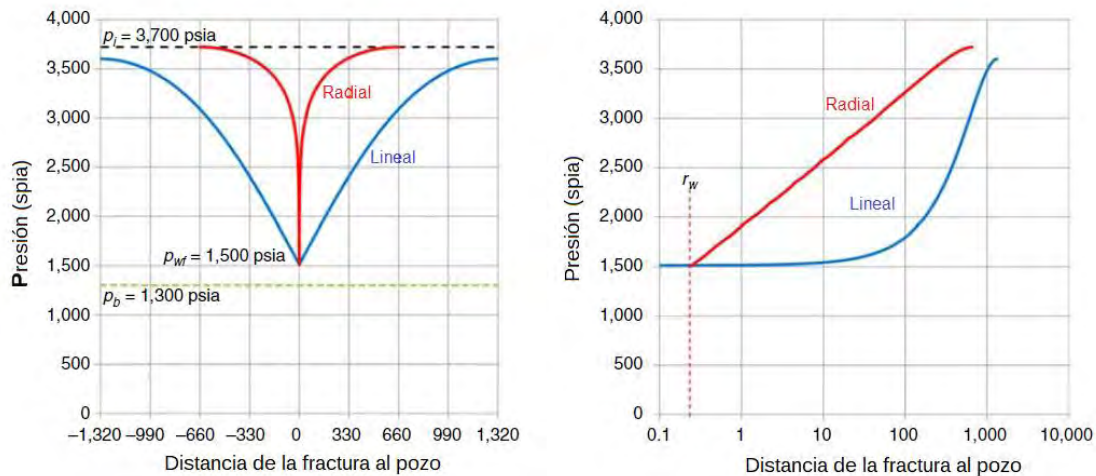 4,000
p_i = 3,700 psia
3,500
Radial
3,000
2,500
Lineal
2,000
p_wf = 1,500 psia
1,500
p_b = 1,300 psia
1,000
500
0
Presión (spia)
–1,320 –990 –660 –330 0 330 660 990 1,320
Distancia de la fractura al pozo
4,000
3,500
Radial
3,000
2,500
r_w
Lineal
2,000
1,500
1,000
500
0
Presión (spia)
0.1 1 10 100 1,000 10,000
Distancia de la fractura al pozo